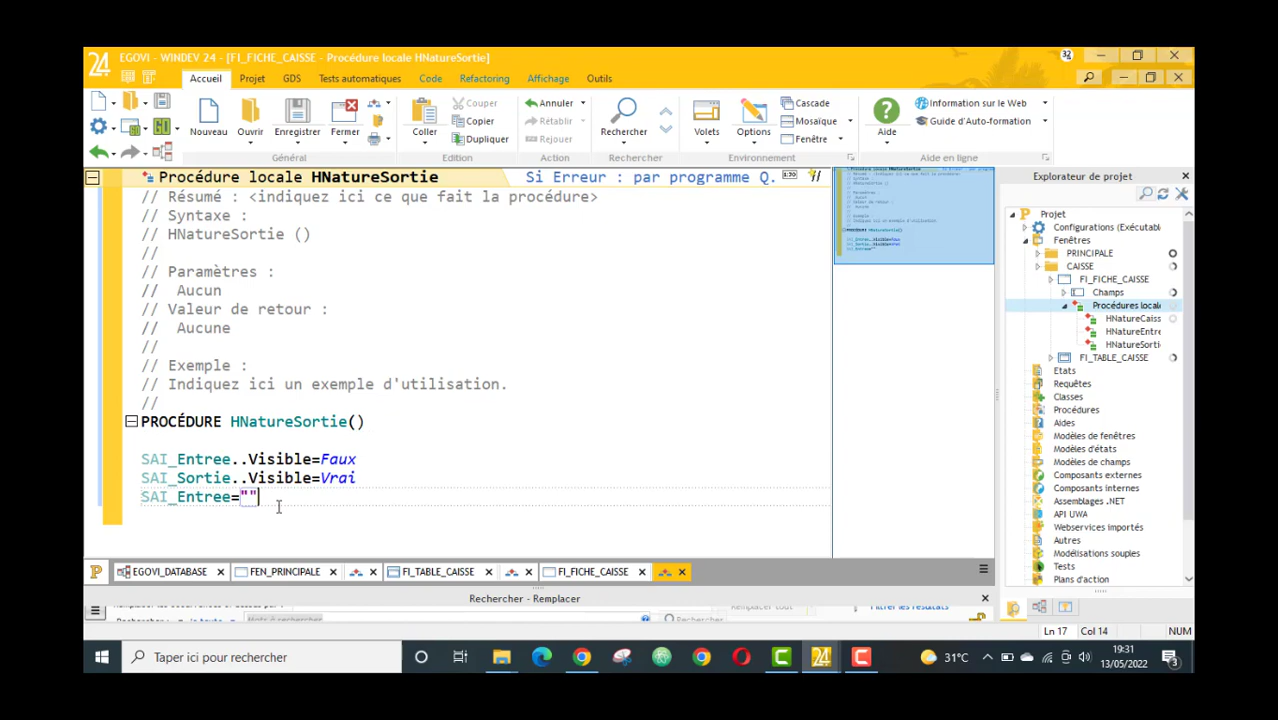 EGOVI - WINDEV 24 - [FI_FICHE_CAISSE - Procédure locale HNatureSortie]
32
24
Accueil Projet GDS Tests automatiques Code Refactoring Affichage Outils
Nouveau Ouvrir Enregistrer Fermer
Général
Coller
Couper
Copier
Dupliquer
Edition
Annuler
Rétablir
Rejouer
Action
Rechercher
Rechercher
Volets Options
Cascade
Mosaïque
Fenêtre
Environnement
Aide
Information sur le Web
Guide d'Auto-formation
Aide en ligne
Procédure locale HNatureSortie Si Erreur : par programme Q.
// Résumé : <indiquez ici ce que fait la procédure>
// Syntaxe :
// HNatureSortie ()
//
// Paramètres :
// Aucun
// Valeur de retour :
// Aucune
//
// Exemple :
// Indiquez ici un exemple d'utilisation.
//
PROCÉDURE HNatureSortie()
SAI_Entree..Visible=Faux
SAI_Sortie..Visible=Vrai
SAI_Entree=""
Explorateur de projet
Projet
Configurations (Exécutabl
Fenêtres
PRINCIPALE
CAISSE
FI_FICHE_CAISSE
Champs
Procédures locale
HNatureCaiss
HNatureEntre
HNatureSorti
FI_TABLE_CAISSE
Etats
Requêtes
Classes
Procédures
Aides
Modèles de fenêtres
Modèles d'états
Modèles de champs
Composants externes
Composants internes
Assemblages .NET
API UWA
Webservices importés
Autres
Modélisations souples
Tests
Plans d'action
EGOVI_DATABASE FEN_PRINCIPALE FI_TABLE_CAISSE FI_FICHE_CAISSE
Rechercher - Remplacer
Ln 17 Col 14 NUM
Taper ici pour rechercher
31°C
19:31
13/05/2022
3